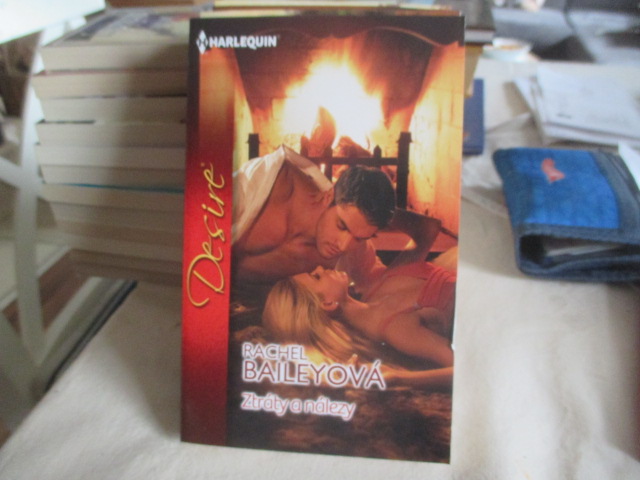 HARLEQUIN®
Desire®
RACHEL
BAILEYOVÁ
Ztráty a nálezy